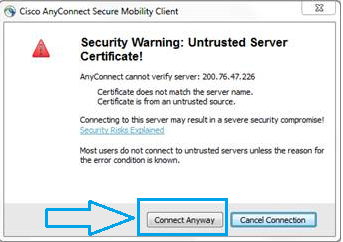 Cisco AnyConnect Secure Mobility Client
Security Warning: Untrusted Server
Certificate!
AnyConnect cannot verify server: 200.76.47.226
Certificate does not match the server name.
Certificate is from an untrusted source.
Connecting to this server may result in a severe security compromise!
Security Risks Explained
Most users do not connect to untrusted servers unless the reason for
the error condition is known.
Connect Anyway
Cancel Connection